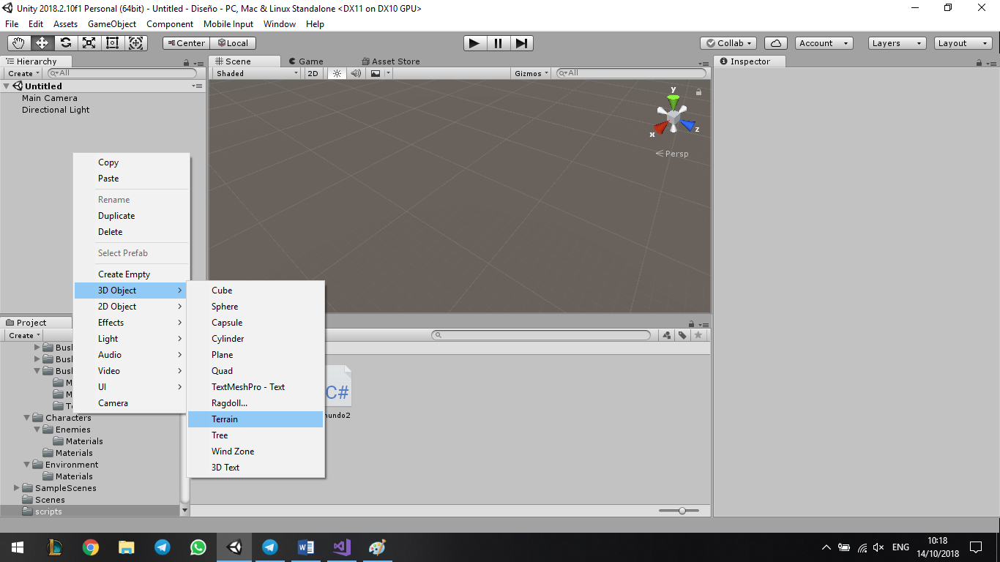 Unity 2018.2.10f1 Personal (64bit) - Untitled - Diseño - PC, Mac & Linux Standalone <DX11 on DX10 GPU>
File Edit Assets GameObject Component Mobile Input Window Help
Center Local Collab Account Layers Layout
Hierarchy
Create All
Untitled
Main Camera
Directional Light
Scene Game Asset Store
Shaded 2D Gizmos All
y
x
z
Persp
Inspector
Copy
Paste
Rename
Duplicate
Delete
Select Prefab
Create Empty
3D Object
2D Object
Effects
Light
Audio
Video
UI
Camera
Cube
Sphere
Capsule
Cylinder
Plane
Quad
TextMeshPro - Text
Ragdoll...
Terrain
Tree
Wind Zone
3D Text
Project
Create
Characters
Enemies
Materials
Materials
Environment
Materials
SampleScenes
Scenes
scripts
C#
ENG
10:18
14/10/2018